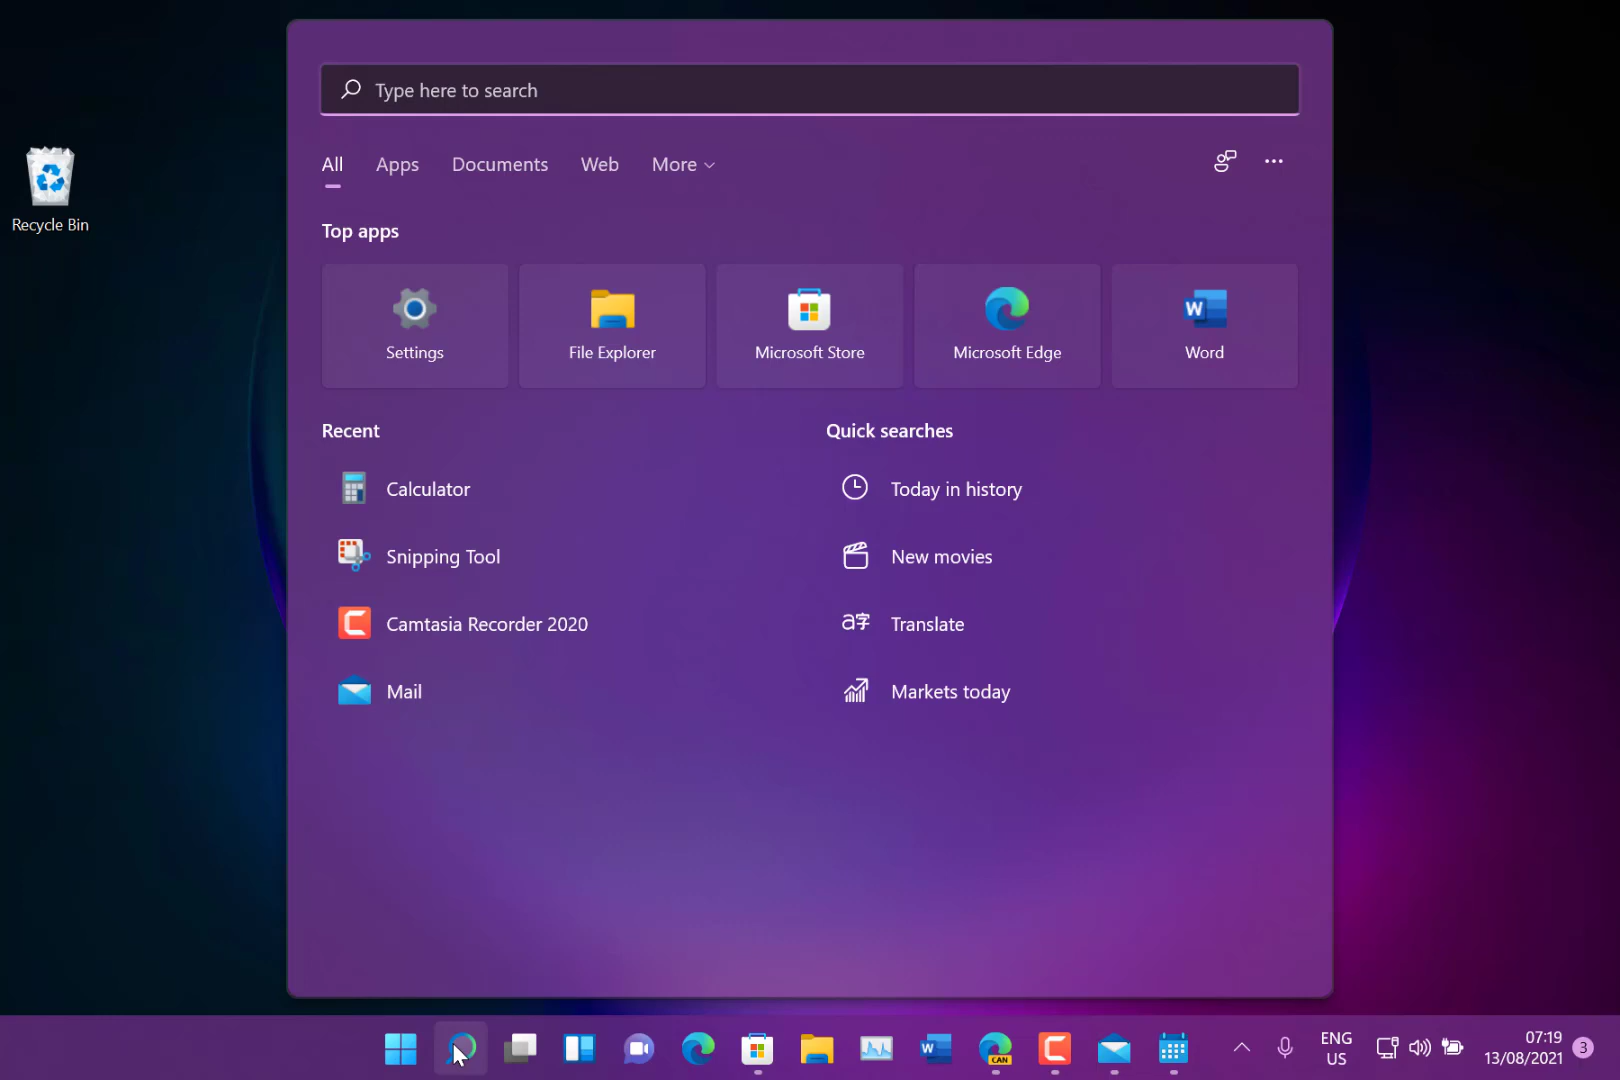 Type here to search
All Apps Documents Web More
Recycle Bin
Top apps
Settings File Explorer Microsoft Store Microsoft Edge Word
Recent Quick searches
Calculator Today in history
Snipping Tool New movies
Camtasia Recorder 2020 Translate
Mail Markets today
ENG 07:19
US 13/08/2021 3
CAN